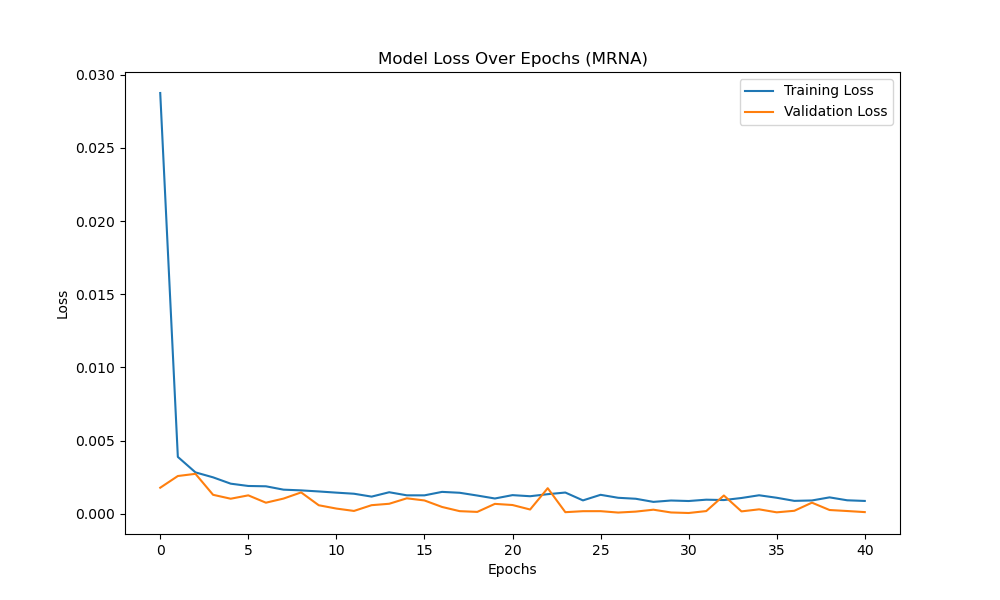 Model Loss Over Epochs (MRNA)
Training Loss
Validation Loss
0.030
0.025
0.020
0.015
0.010
0.005
0.000
Loss
0 5 10 15 20 25 30 35 40
Epochs